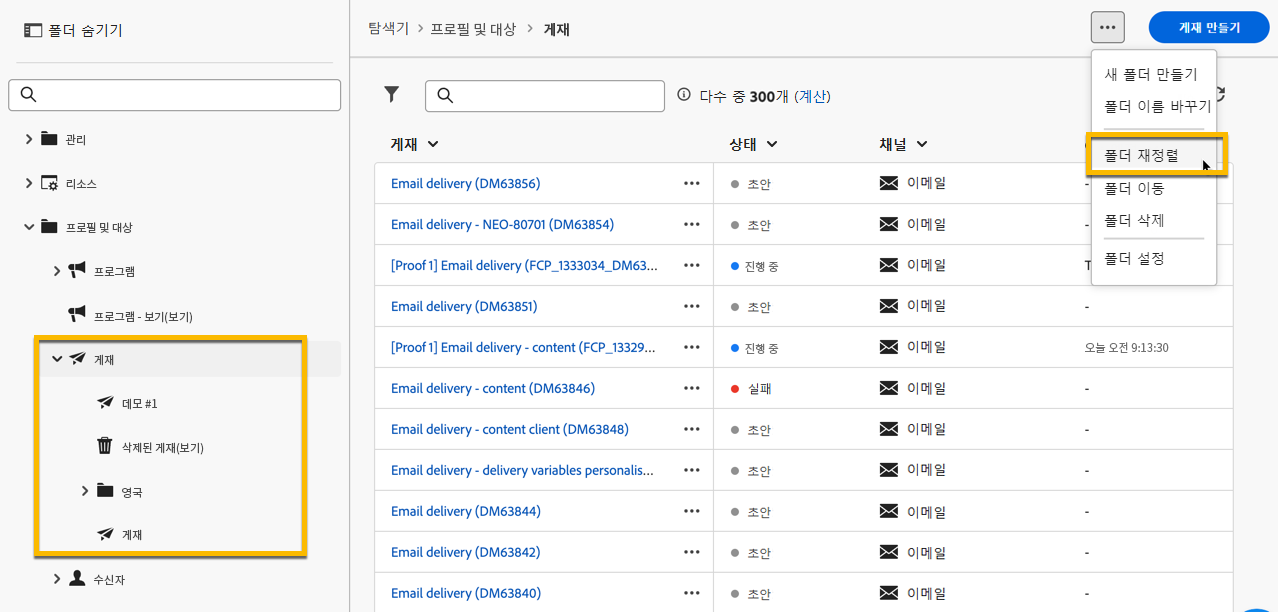 폴더 숨기기
관리
리소스
프로필 및 대상
프로그램
프로그램 - 보기(보기)
게재
데모 #1
삭제된 게재(보기)
영국
게재
수신자
탐색기 > 프로필 및 대상 > 게재
게재 만들기
새 폴더 만들기
폴더 이름 바꾸기
폴더 재정렬
폴더 이동
폴더 삭제
폴더 설정
다수 중 300개 (계산)
게재 상태 채널
Email delivery (DM63856) ••• 초안 이메일 -
Email delivery - NEO-80701 (DM63854) ••• 초안 이메일 -
[Proof 1] Email delivery (FCP_1333034_DM63... ••• 진행 중 이메일 T
Email delivery (DM63851) ••• 초안 이메일 -
[Proof 1] Email delivery - content (FCP_13329... ••• 진행 중 이메일 오늘 오전 9:13:30
Email delivery - content (DM63846) ••• 실패 이메일 -
Email delivery - content client (DM63848) ••• 초안 이메일 -
Email delivery - delivery variables personalis... ••• 초안 이메일 -
Email delivery (DM63844) ••• 초안 이메일 -
Email delivery (DM63842) ••• 초안 이메일 -
Email delivery (DM63840) ••• 초안 이메일 -